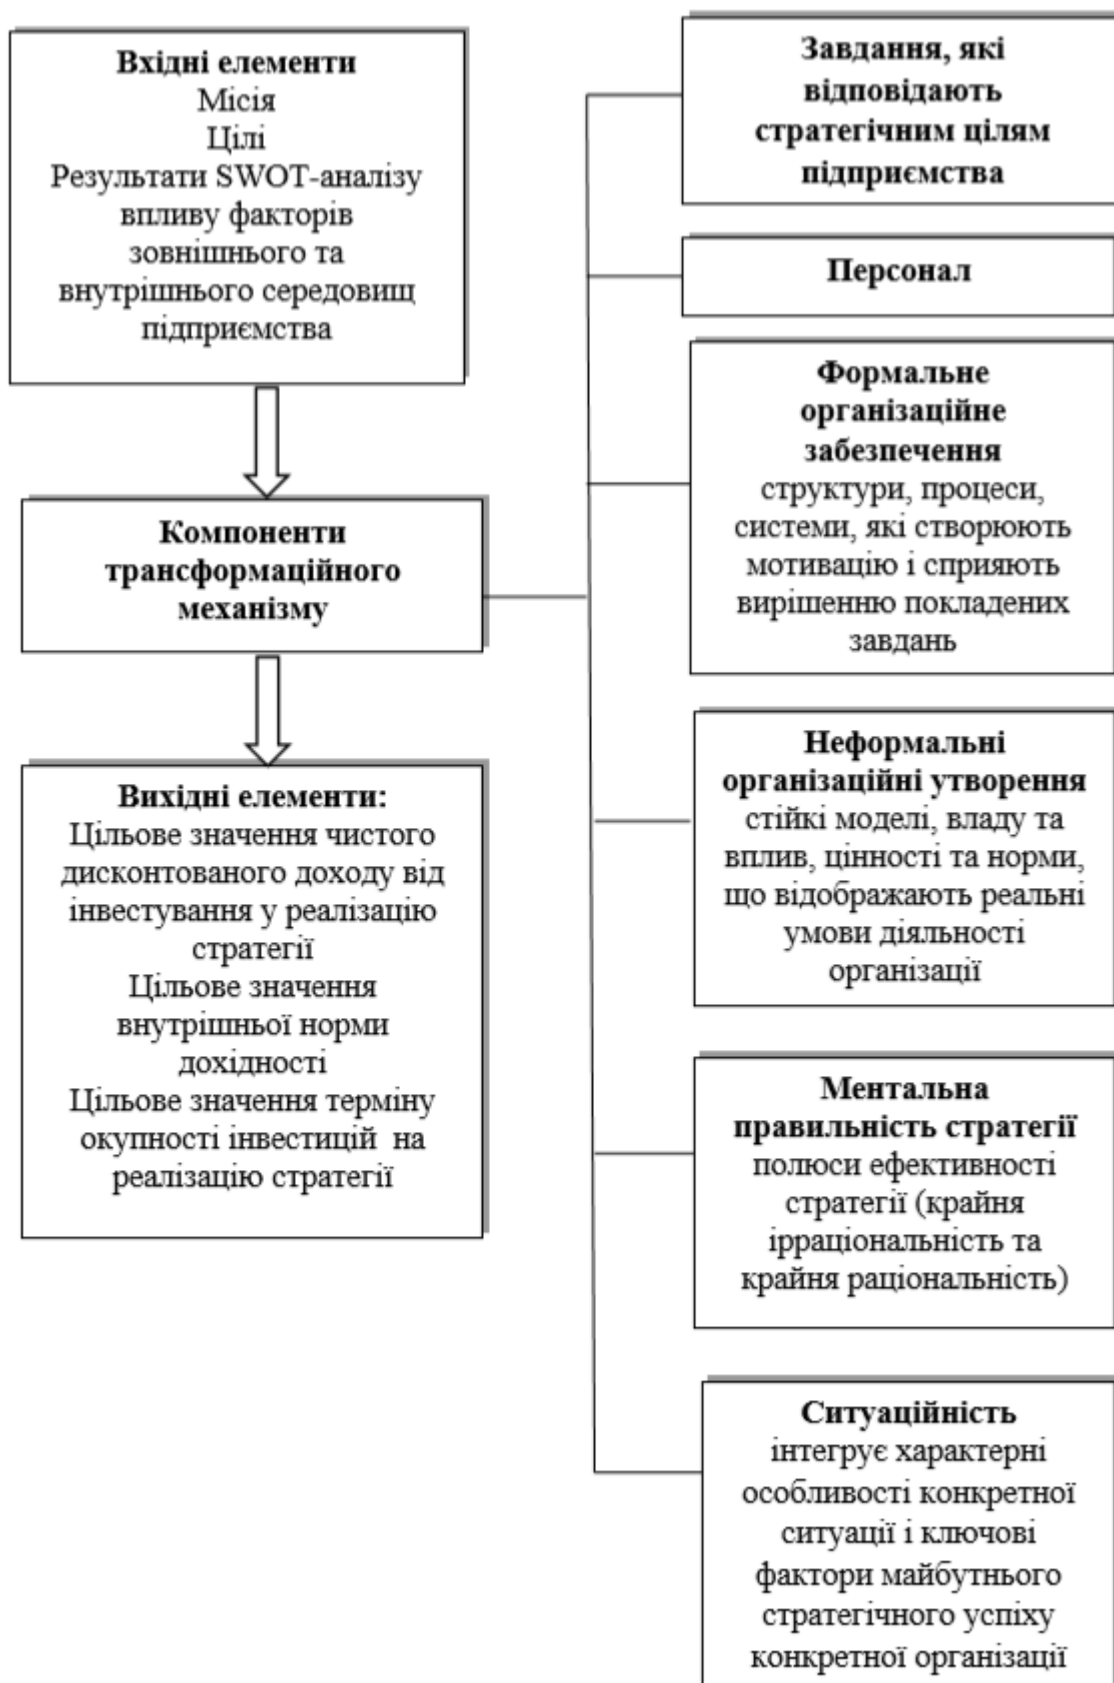 Вхідні елементи
Місія
Цілі
Результати SWOT-аналізу
впливу факторів
зовнішнього та
внутрішнього середовищ
підприємства
Компоненти
трансформаційного
механізму
Вихідні елементи:
Цільове значення чистого
дисконтованого доходу від
інвестування у реалізацію
стратегії
Цільове значення
внутрішньої норми
дохідності
Цільове значення терміну
окупності інвестицій на
реалізацію стратегії
Завдання, які
відповідають
стратегічним цілям
підприємства
Персонал
Формальне
організаційне
забезпечення
структури, процеси,
системи, які створюють
мотивацію і сприяють
вирішенню покладених
завдань
Неформальні
організаційні утворення
стійкі моделі, владу та
вплив, цінності та норми,
що відображають реальні
умови діяльності
організації
Ментальна
правильність стратегії
полюси ефективності
стратегії (крайня
ірраціональність та
крайня раціональність)
Ситуаційність
інтегрує характерні
особливості конкретної
ситуації і ключові
фактори майбутнього
стратегічного успіху
конкретної організації